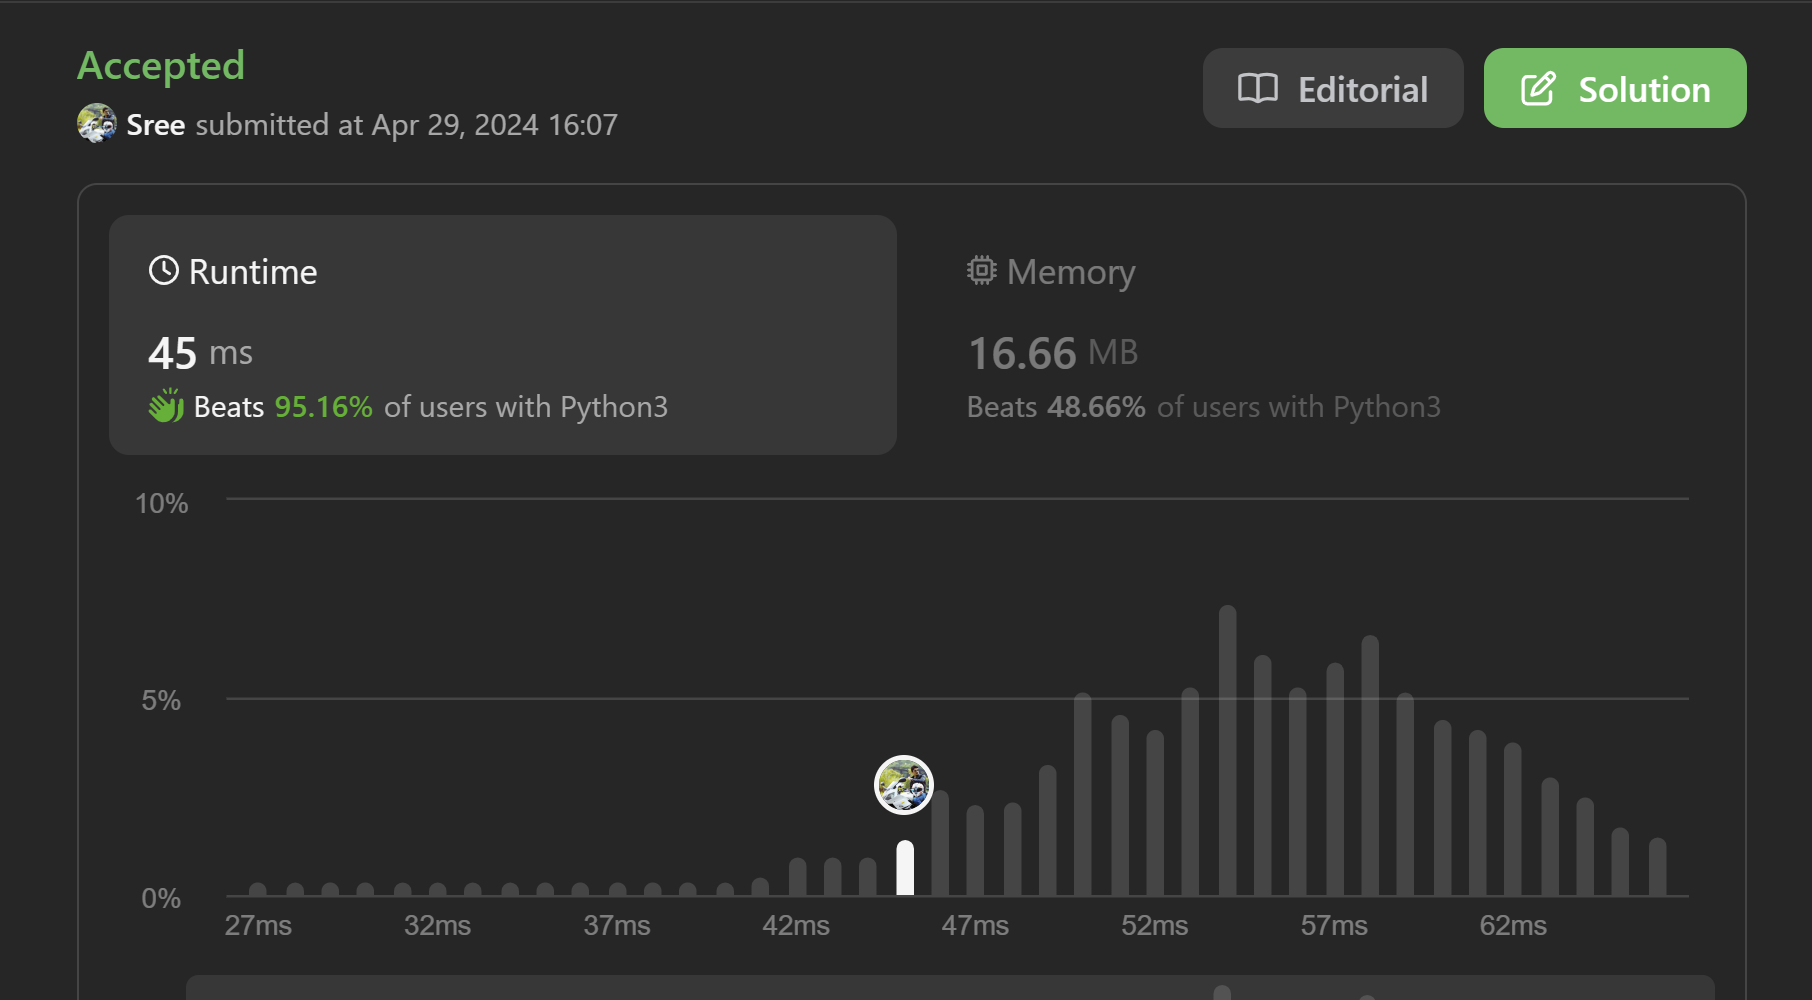 Accepted
Editorial
Solution
Sree submitted at Apr 29, 2024 16:07
Runtime
45 ms
Beats 95.16% of users with Python3
Memory
16.66 MB
Beats 48.66% of users with Python3
10%
5%
0%
27ms 32ms 37ms 42ms 47ms 52ms 57ms 62ms